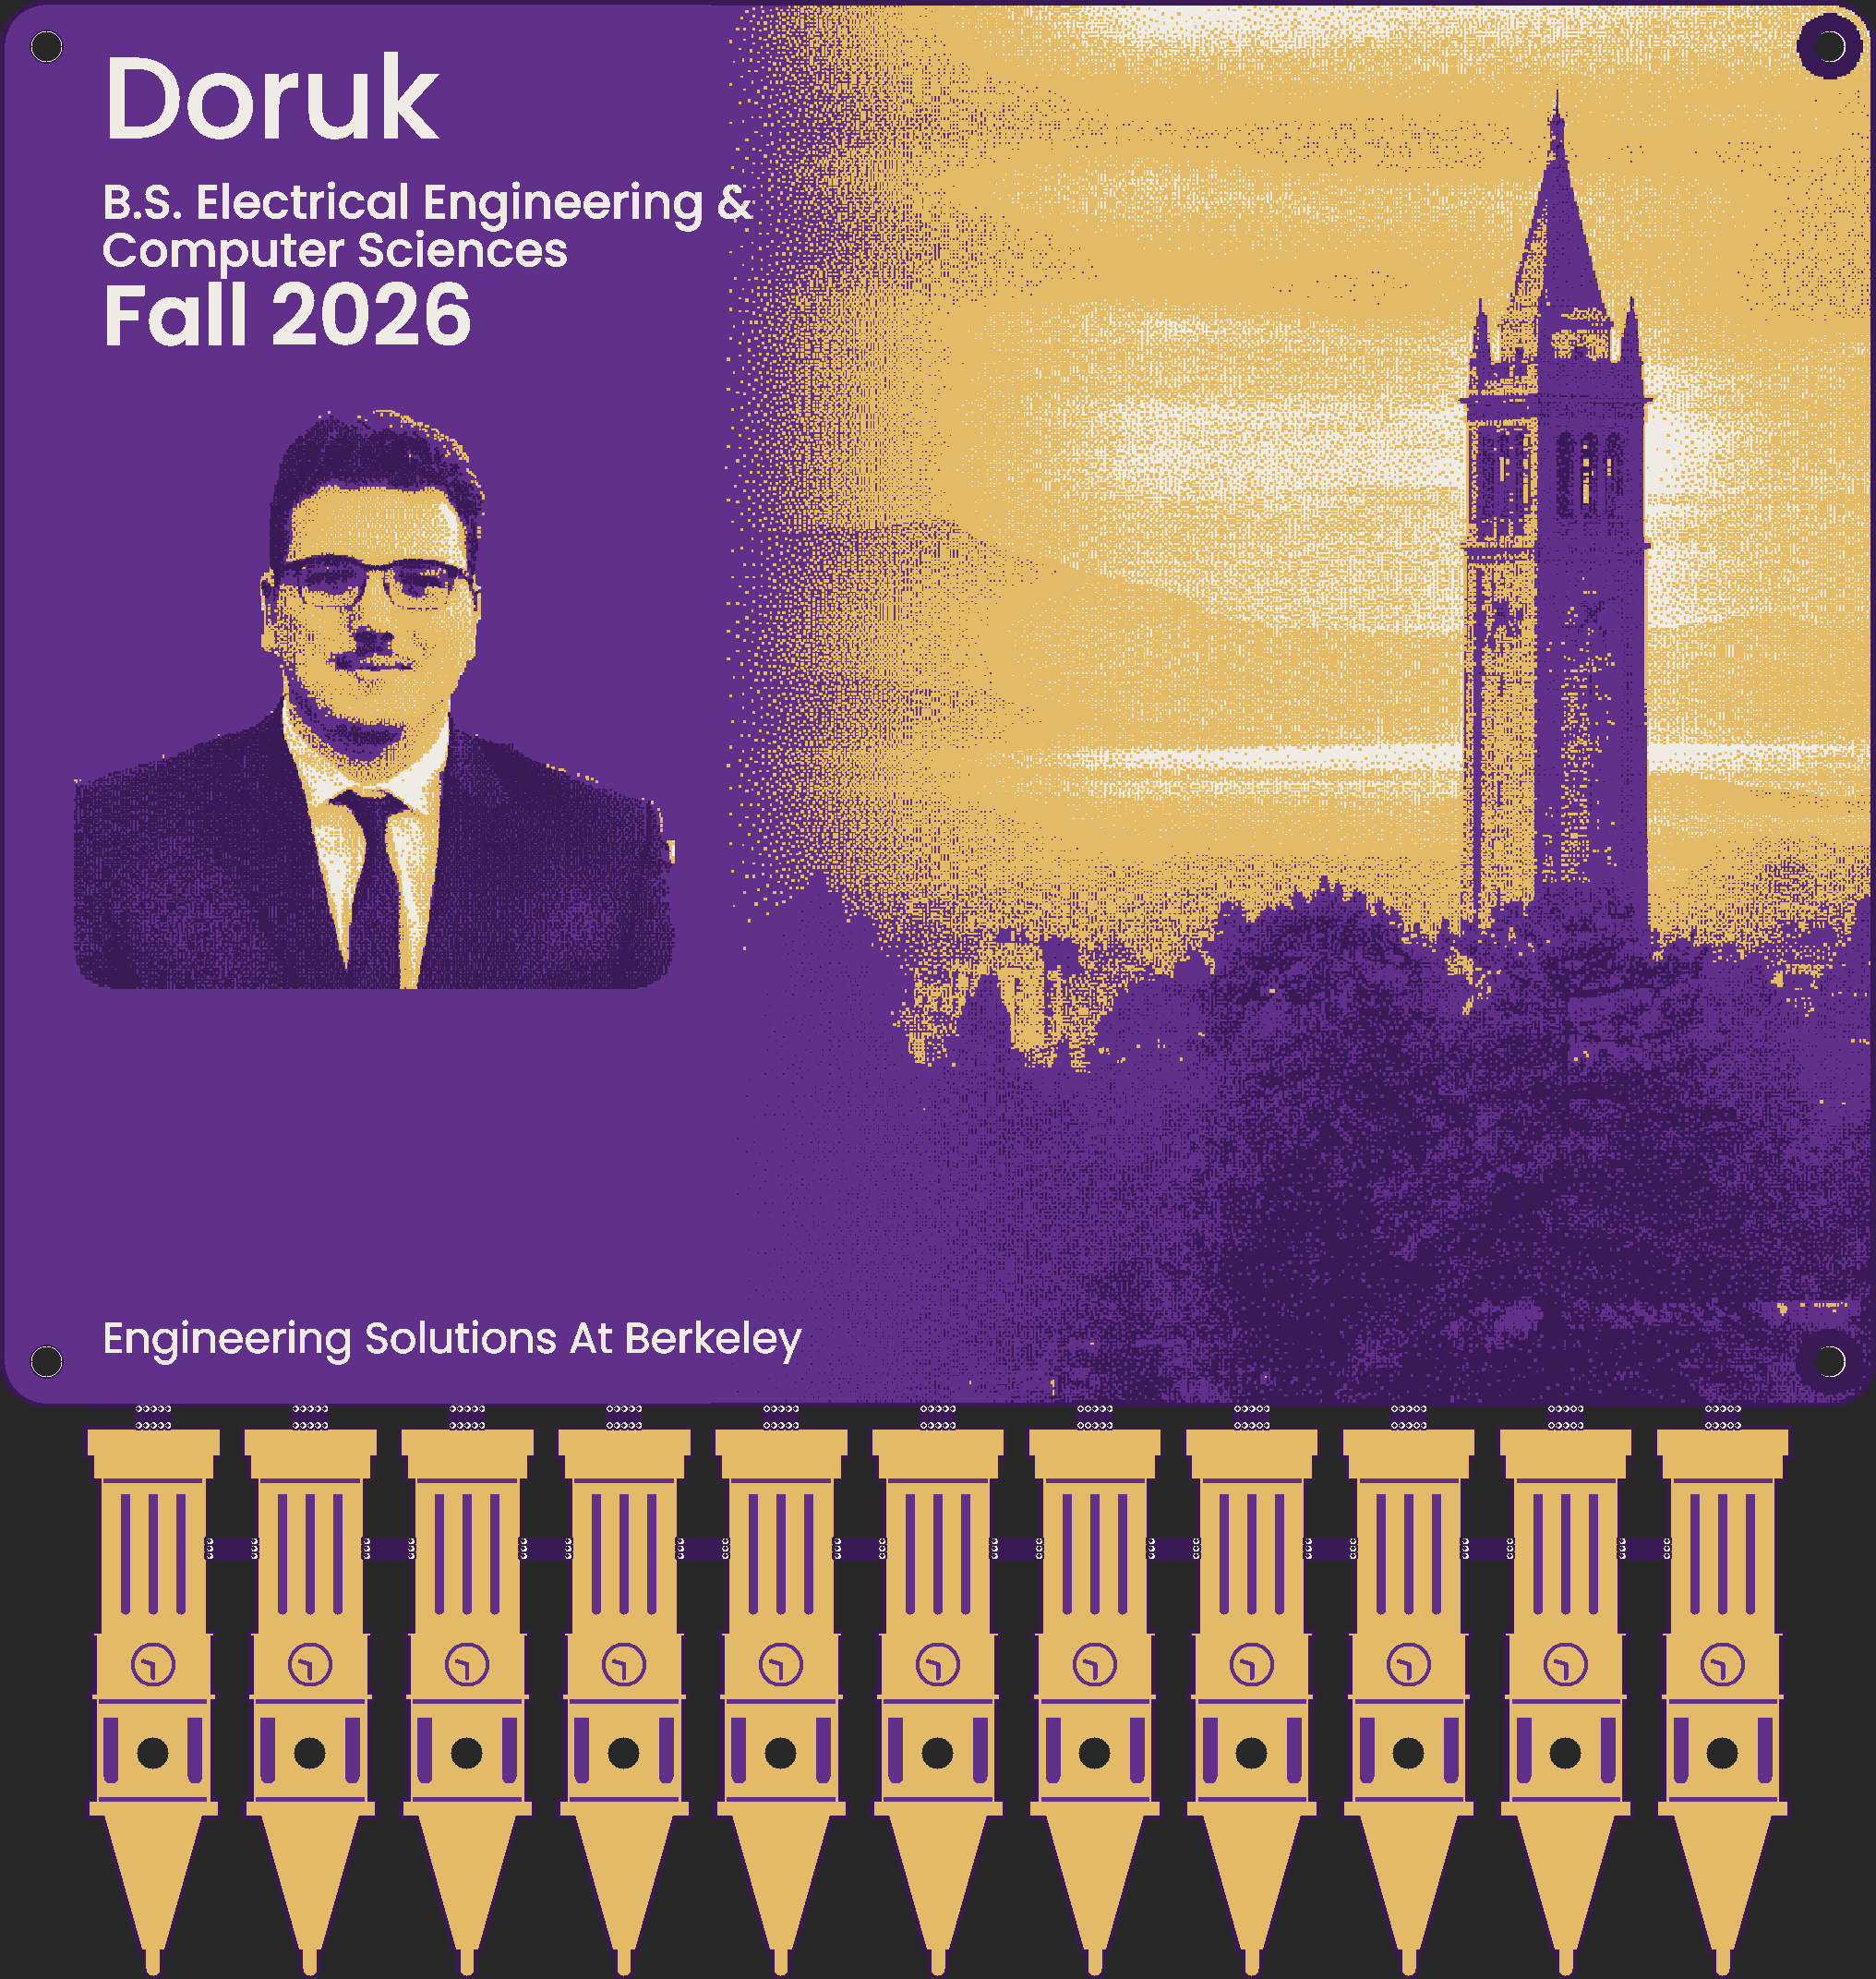 Doruk
B.S. Electrical Engineering &
Computer Sciences
Fall 2026
Engineering Solutions At Berkeley